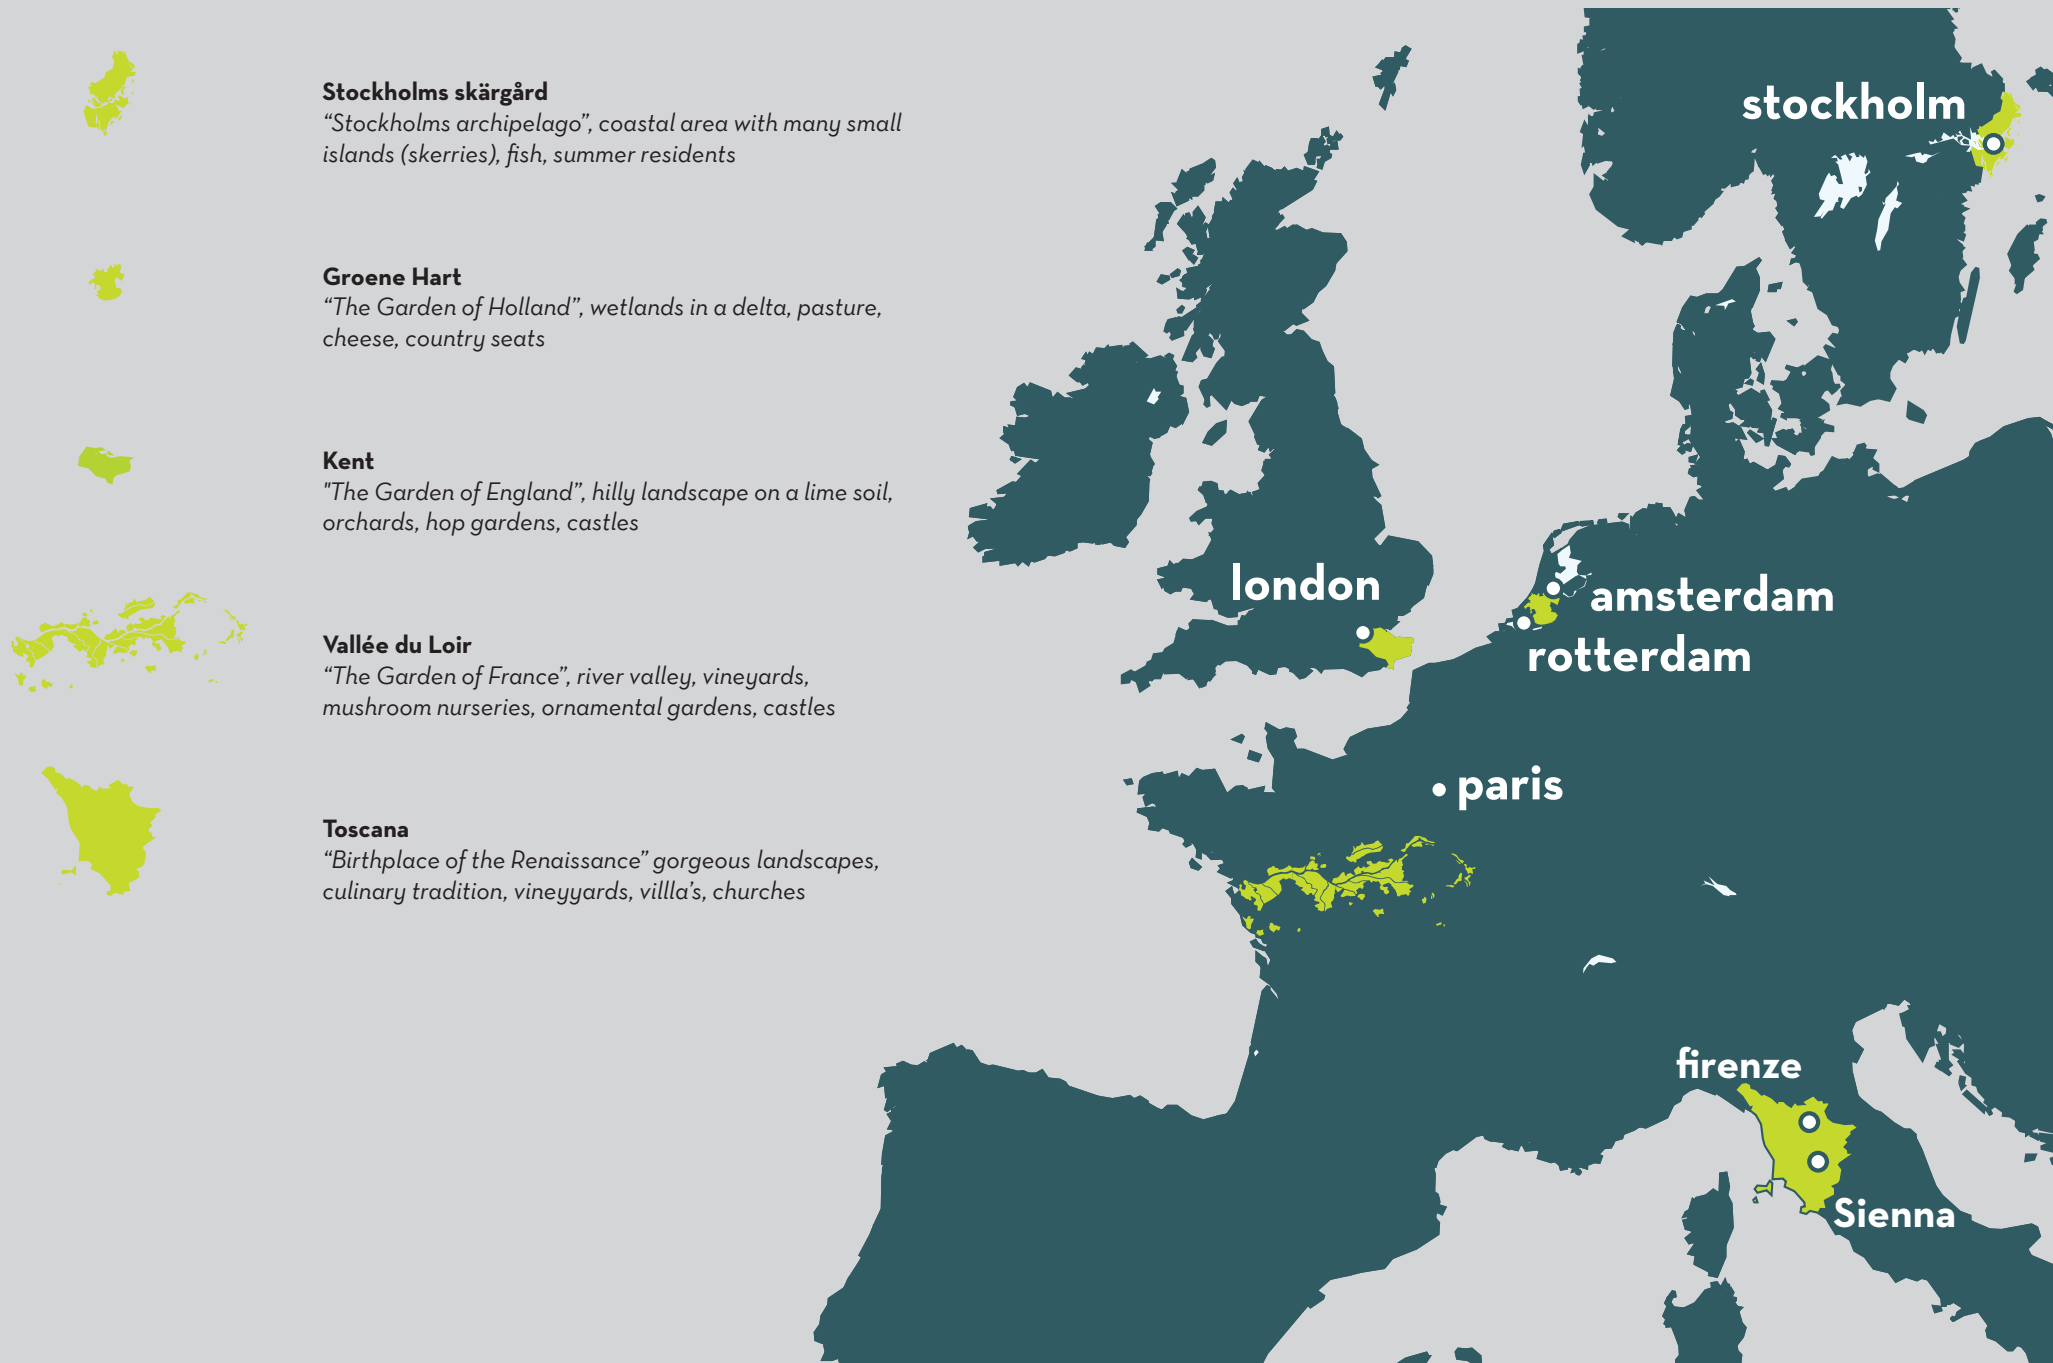 Stockholms skärgård
“Stockholms archipelago”, coastal area with many small
islands (skerries), fish, summer residents
Groene Hart
“The Garden of Holland”, wetlands in a delta, pasture,
cheese, country seats
Kent
"The Garden of England”, hilly landscape on a lime soil,
orchards, hop gardens, castles
Vallée du Loir
“The Garden of France”, river valley, vineyards,
mushroom nurseries, ornamental gardens, castles
Toscana
“Birthplace of the Renaissance” gorgeous landscapes,
culinary tradition, vineyyards, villla’s, churches
stockholm
london
amsterdam
rotterdam
paris
firenze
Sienna